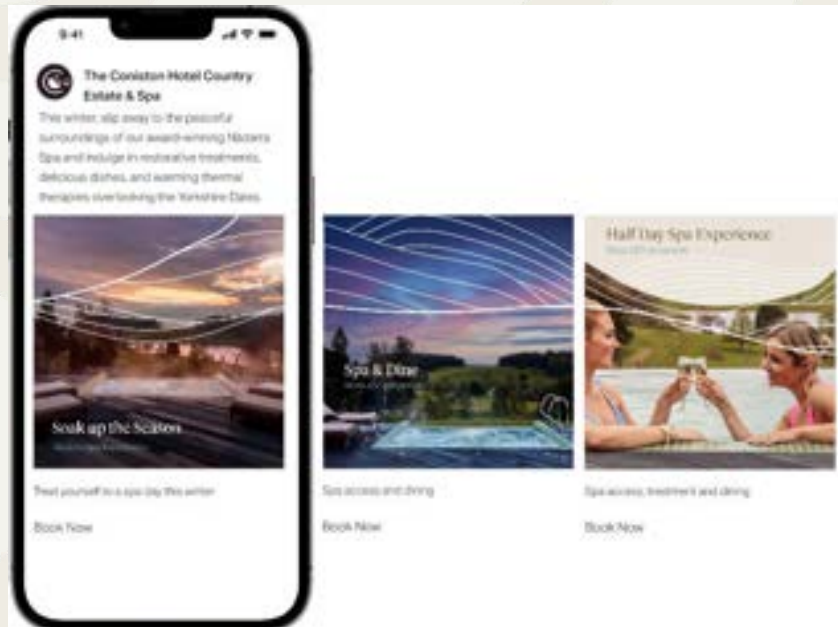 9:41
The Coniston Hotel Country
Estate & Spa
This winter, slip away to the peaceful
surroundings of our award-winning Nàdarra
Spa and indulge in restorative treatments,
delicious dishes, and warming thermal
therapies overlooking the Yorkshire Dales.
Soak up the Season
Treat yourself to a spa day this winter
Book Now
Spa & Dine
Spa access and dining
Book Now
Half Day Spa Experience
Spa access, treatment and dining
Book Now